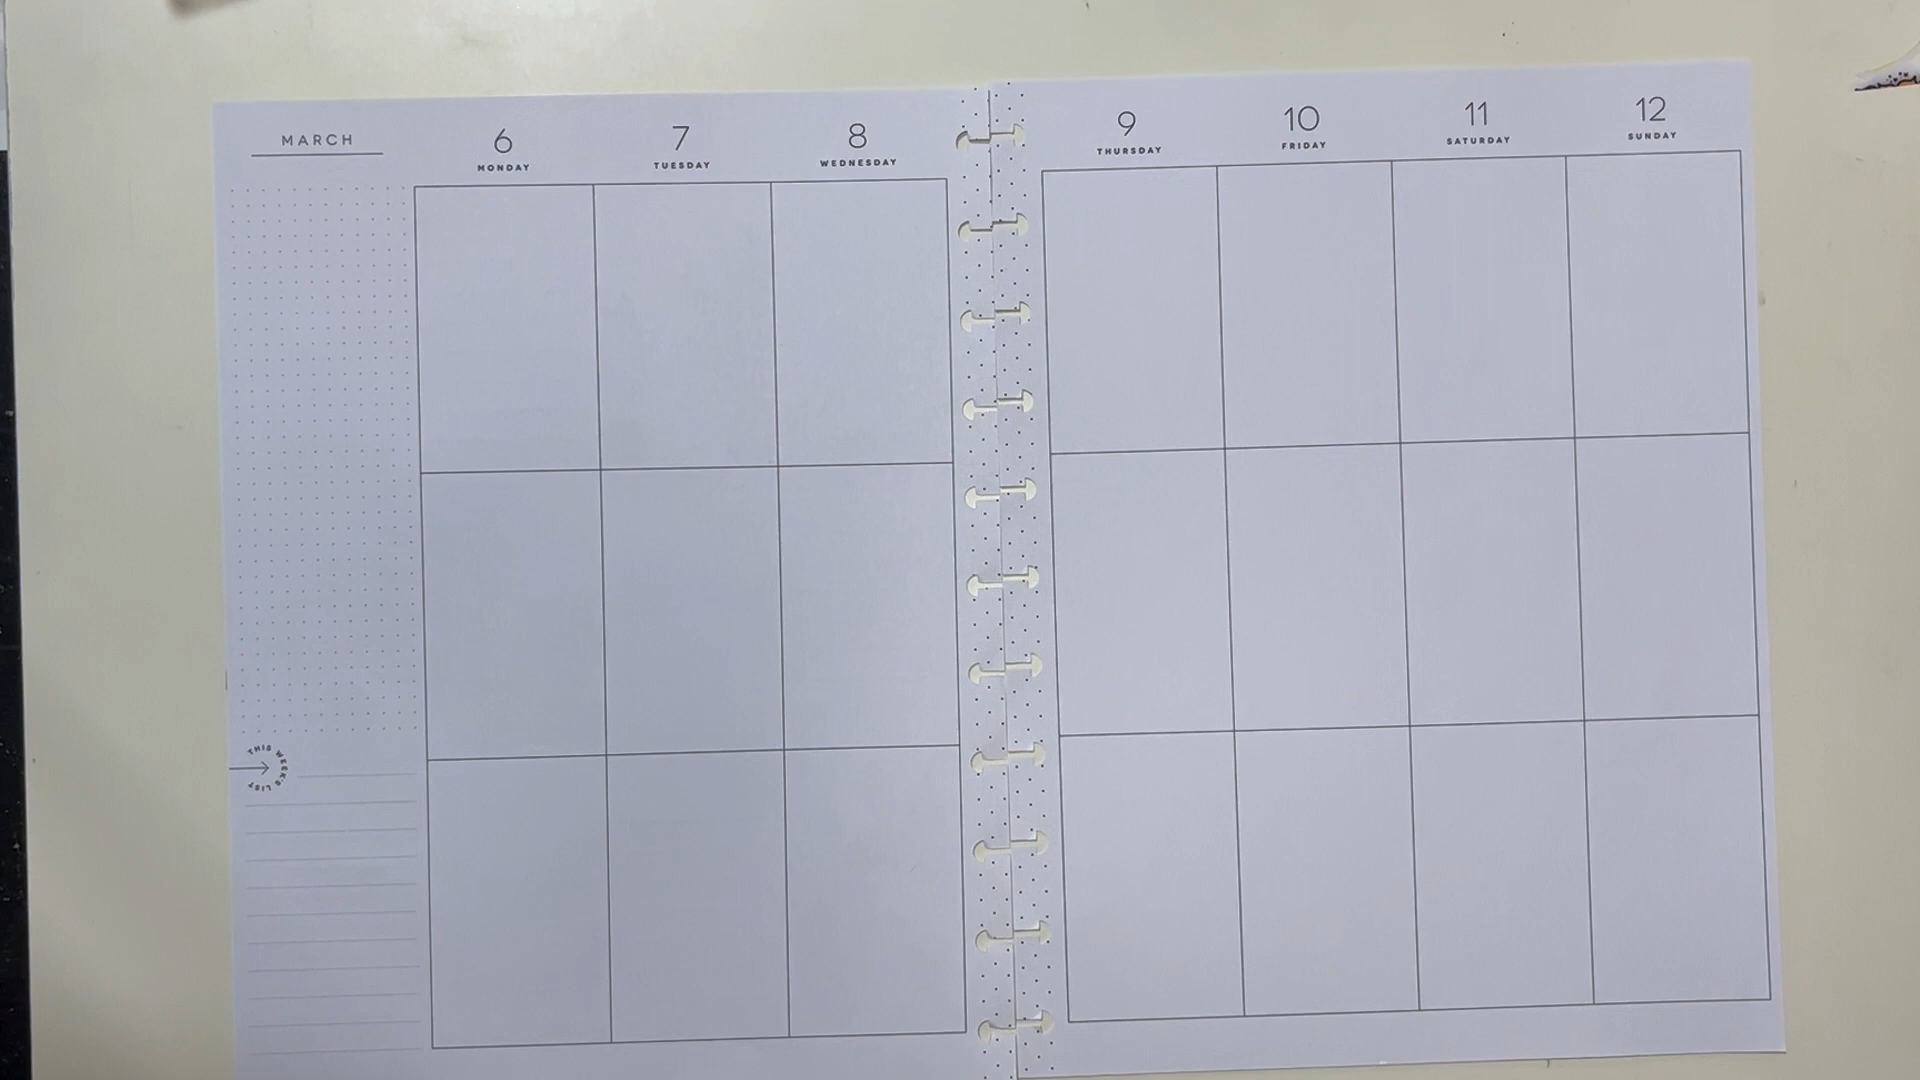 MARCH
6
MONDAY
7
TUESDAY
8
WEDNESDAY
9
THURSDAY
10
FRIDAY
11
SATURDAY
12
SUNDAY
THIS WEEK'S LIST